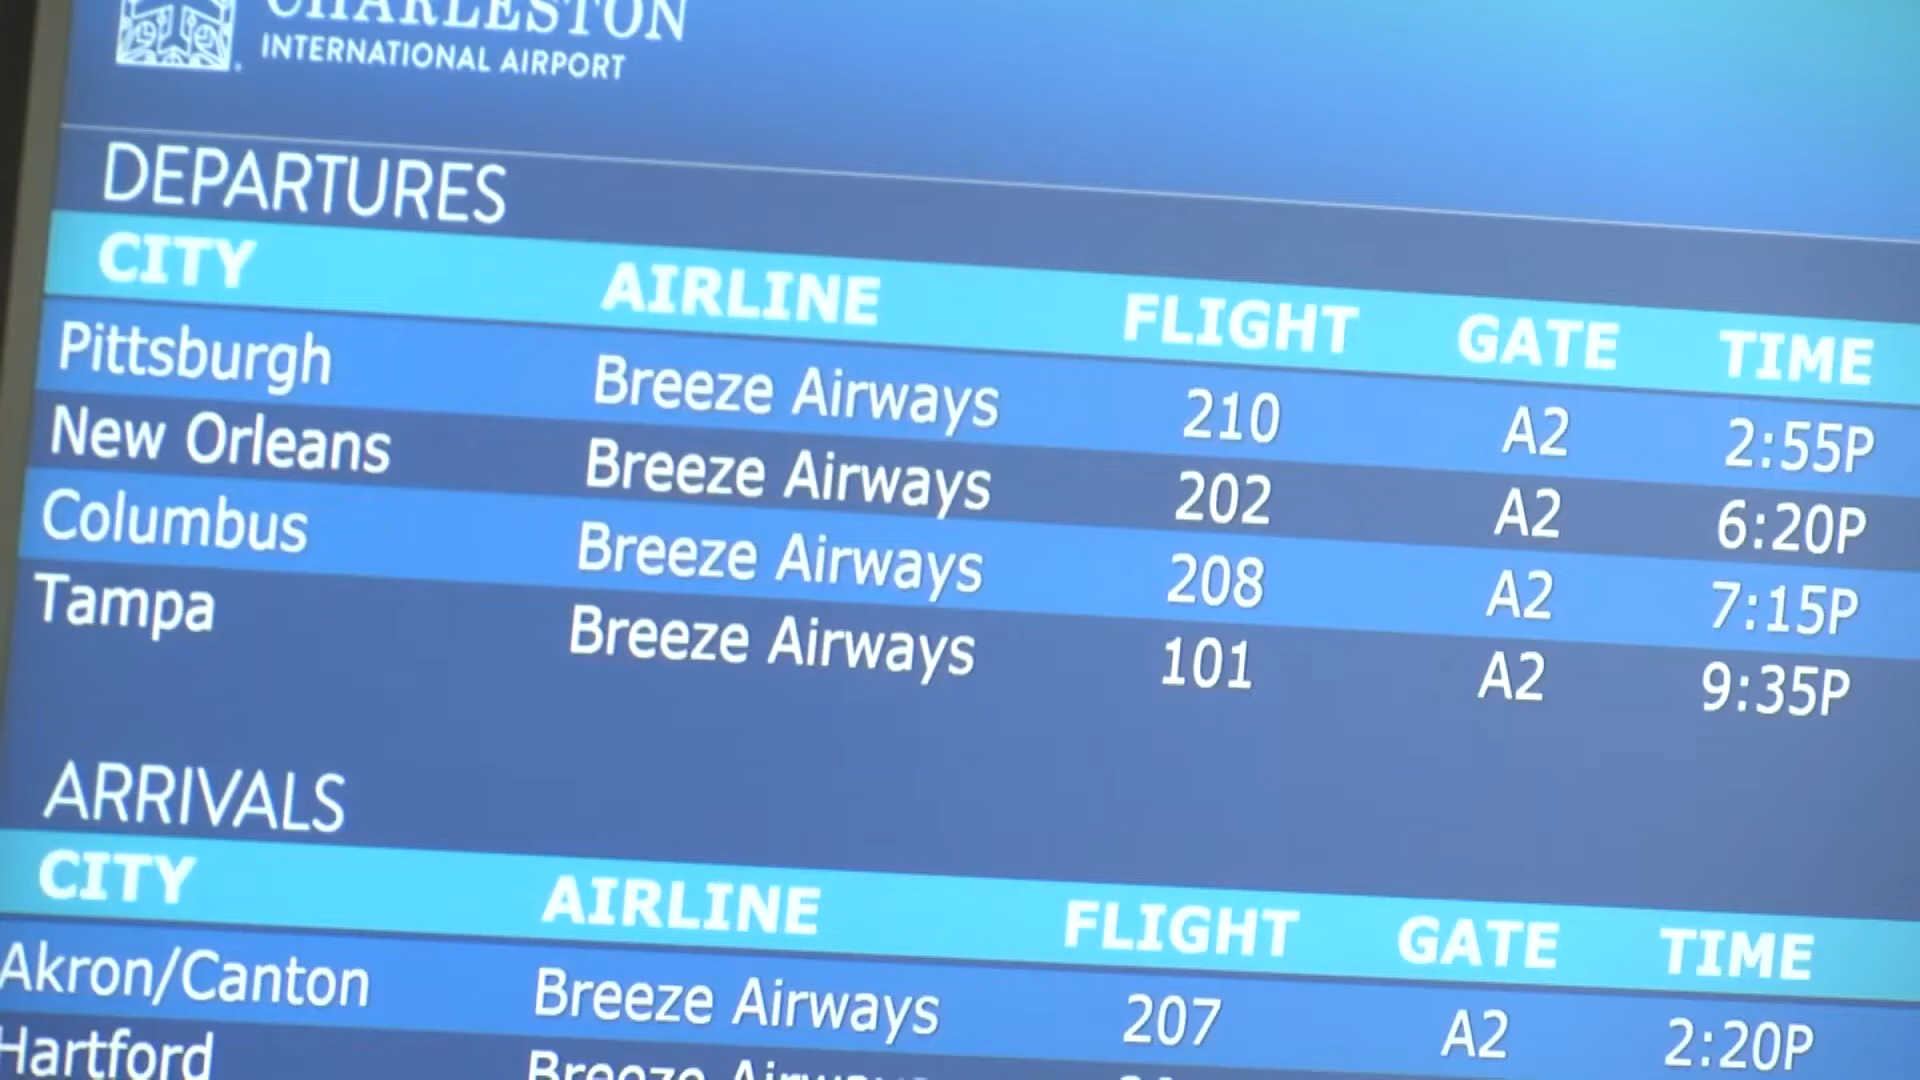 CHARLESTON
INTERNATIONAL AIRPORT
DEPARTURES
CITY AIRLINE FLIGHT GATE TIME
Pittsburgh Breeze Airways 210 A2 2:55P
New Orleans Breeze Airways 202 A2 6:20P
Columbus Breeze Airways 208 A2 7:15P
Tampa Breeze Airways 101 A2 9:35P
ARRIVALS
CITY AIRLINE FLIGHT GATE TIME
Akron/Canton Breeze Airways 207 A2 2:20P
Hartford Breeze Airways